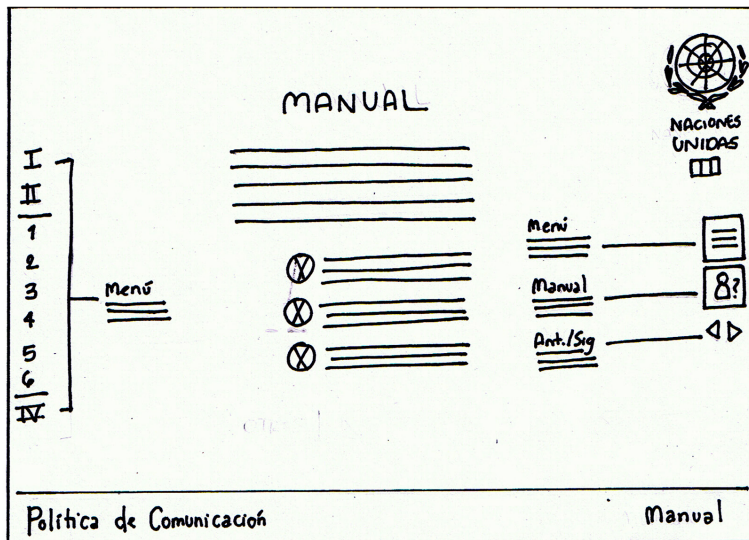 MANUAL
NACIONES
UNIDAS
I
II
1
2
3
4
5
6
IV
Menú
Menú
Manual
Ant./Sig
?
Política de Comunicación
Manual